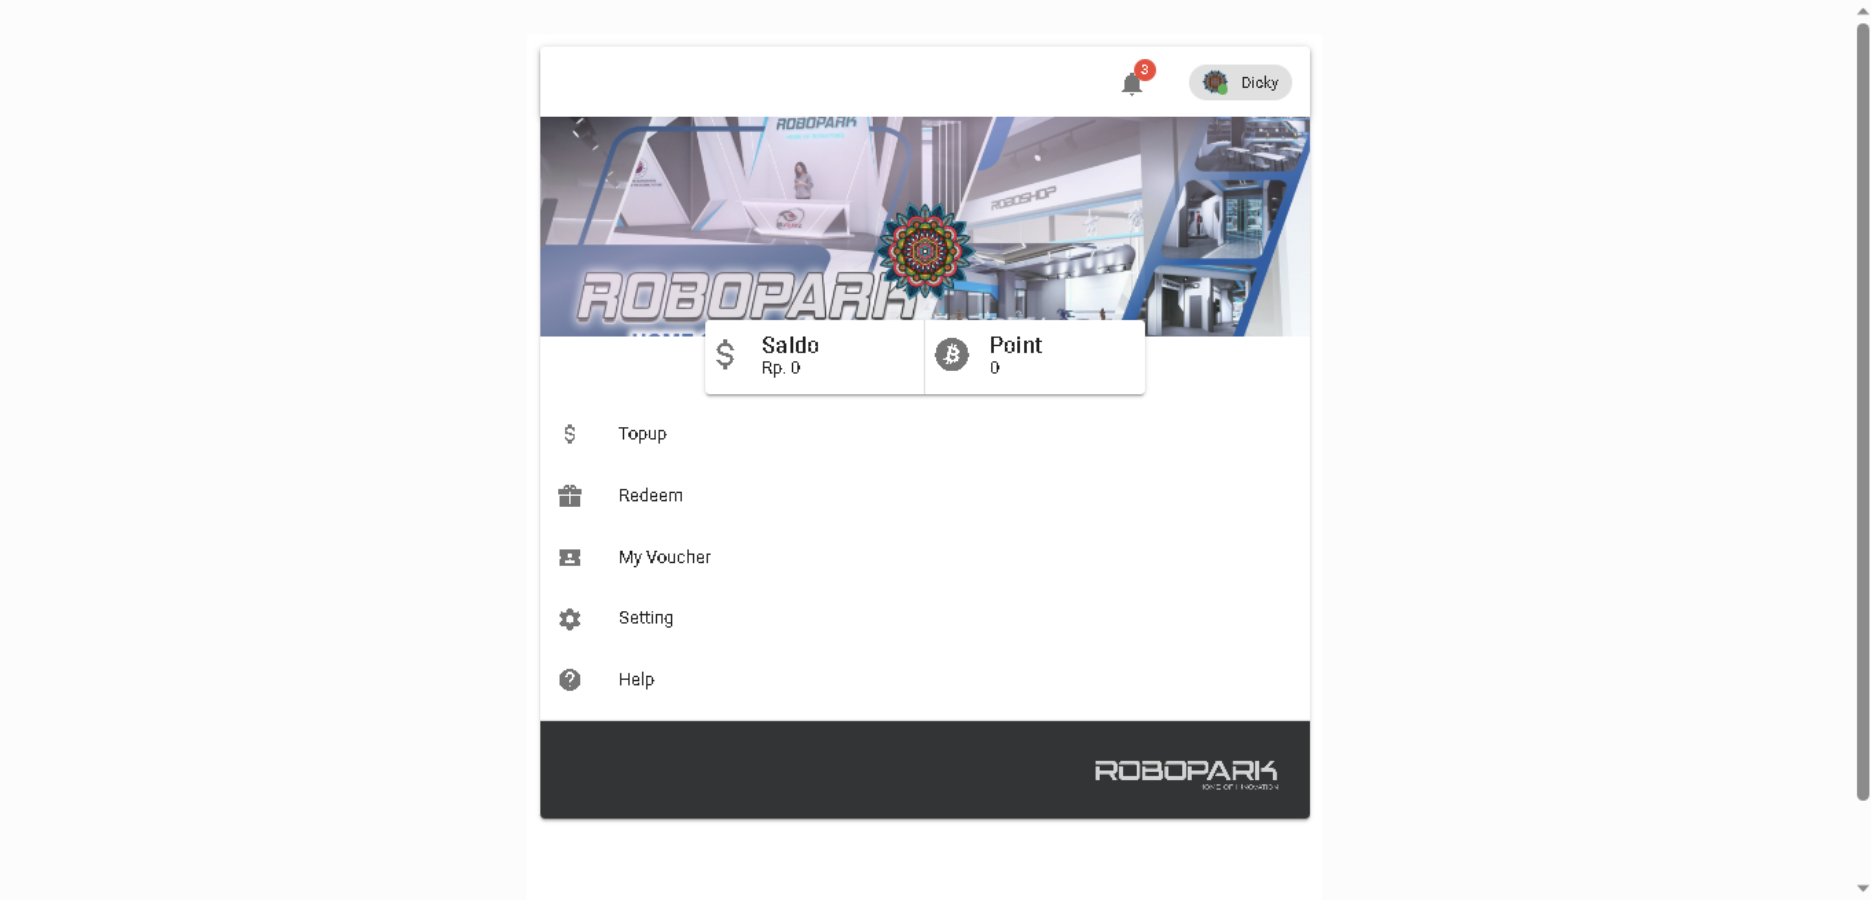 3
Dicky
ROBOPARK
ROBOSHOP
ROBOPARK
Saldo
Rp. 0
Point
0
Topup
Redeem
My Voucher
Setting
Help
ROBOPARK
HOME OF INNOVATION